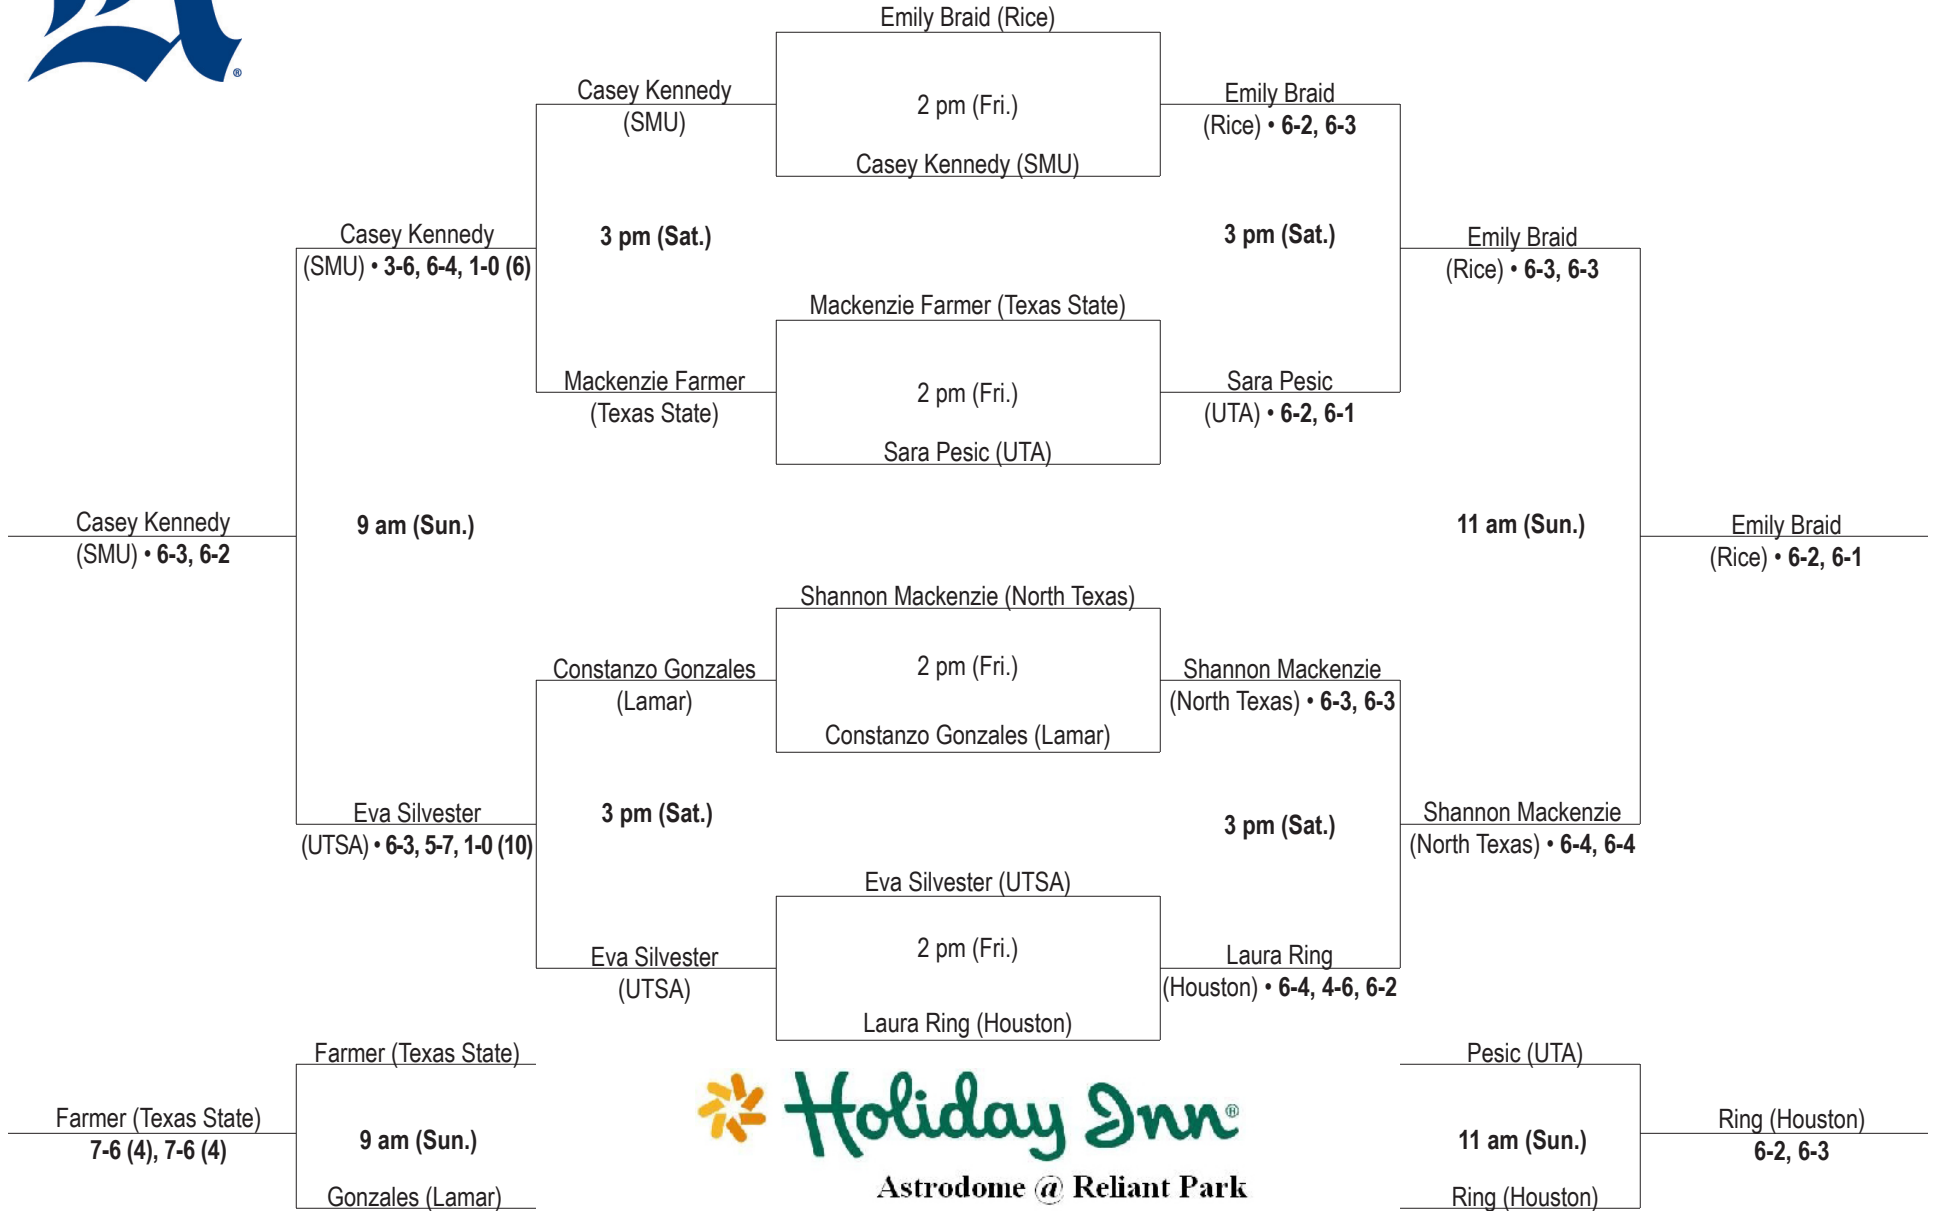 Emily Braid (Rice)
Casey Kennedy
(SMU)
2 pm (Fri.)
Emily Braid
(Rice) • 6-2, 6-3
Casey Kennedy (SMU)
Casey Kennedy
(SMU) • 3-6, 6-4, 1-0 (6)
3 pm (Sat.)
3 pm (Sat.)
Emily Braid
(Rice) • 6-3, 6-3
Mackenzie Farmer (Texas State)
Mackenzie Farmer
(Texas State)
2 pm (Fri.)
Sara Pesic
(UTA) • 6-2, 6-1
Sara Pesic (UTA)
Casey Kennedy
(SMU) • 6-3, 6-2
9 am (Sun.)
11 am (Sun.)
Emily Braid
(Rice) • 6-2, 6-1
Shannon Mackenzie (North Texas)
Constanzo Gonzales
(Lamar)
2 pm (Fri.)
Shannon Mackenzie
(North Texas) • 6-3, 6-3
Constanzo Gonzales (Lamar)
Eva Silvester
(UTSA) • 6-3, 5-7, 1-0 (10)
3 pm (Sat.)
3 pm (Sat.)
Shannon Mackenzie
(North Texas) • 6-4, 6-4
Eva Silvester (UTSA)
Eva Silvester
(UTSA)
2 pm (Fri.)
Laura Ring
(Houston) • 6-4, 4-6, 6-2
Laura Ring (Houston)
Farmer (Texas State)
Farmer (Texas State)
7-6 (4), 7-6 (4)
9 am (Sun.)
Gonzales (Lamar)
Holiday Inn®
Astrodome @ Reliant Park
Pesic (UTA)
11 am (Sun.)
Ring (Houston)
6-2, 6-3
Ring (Houston)